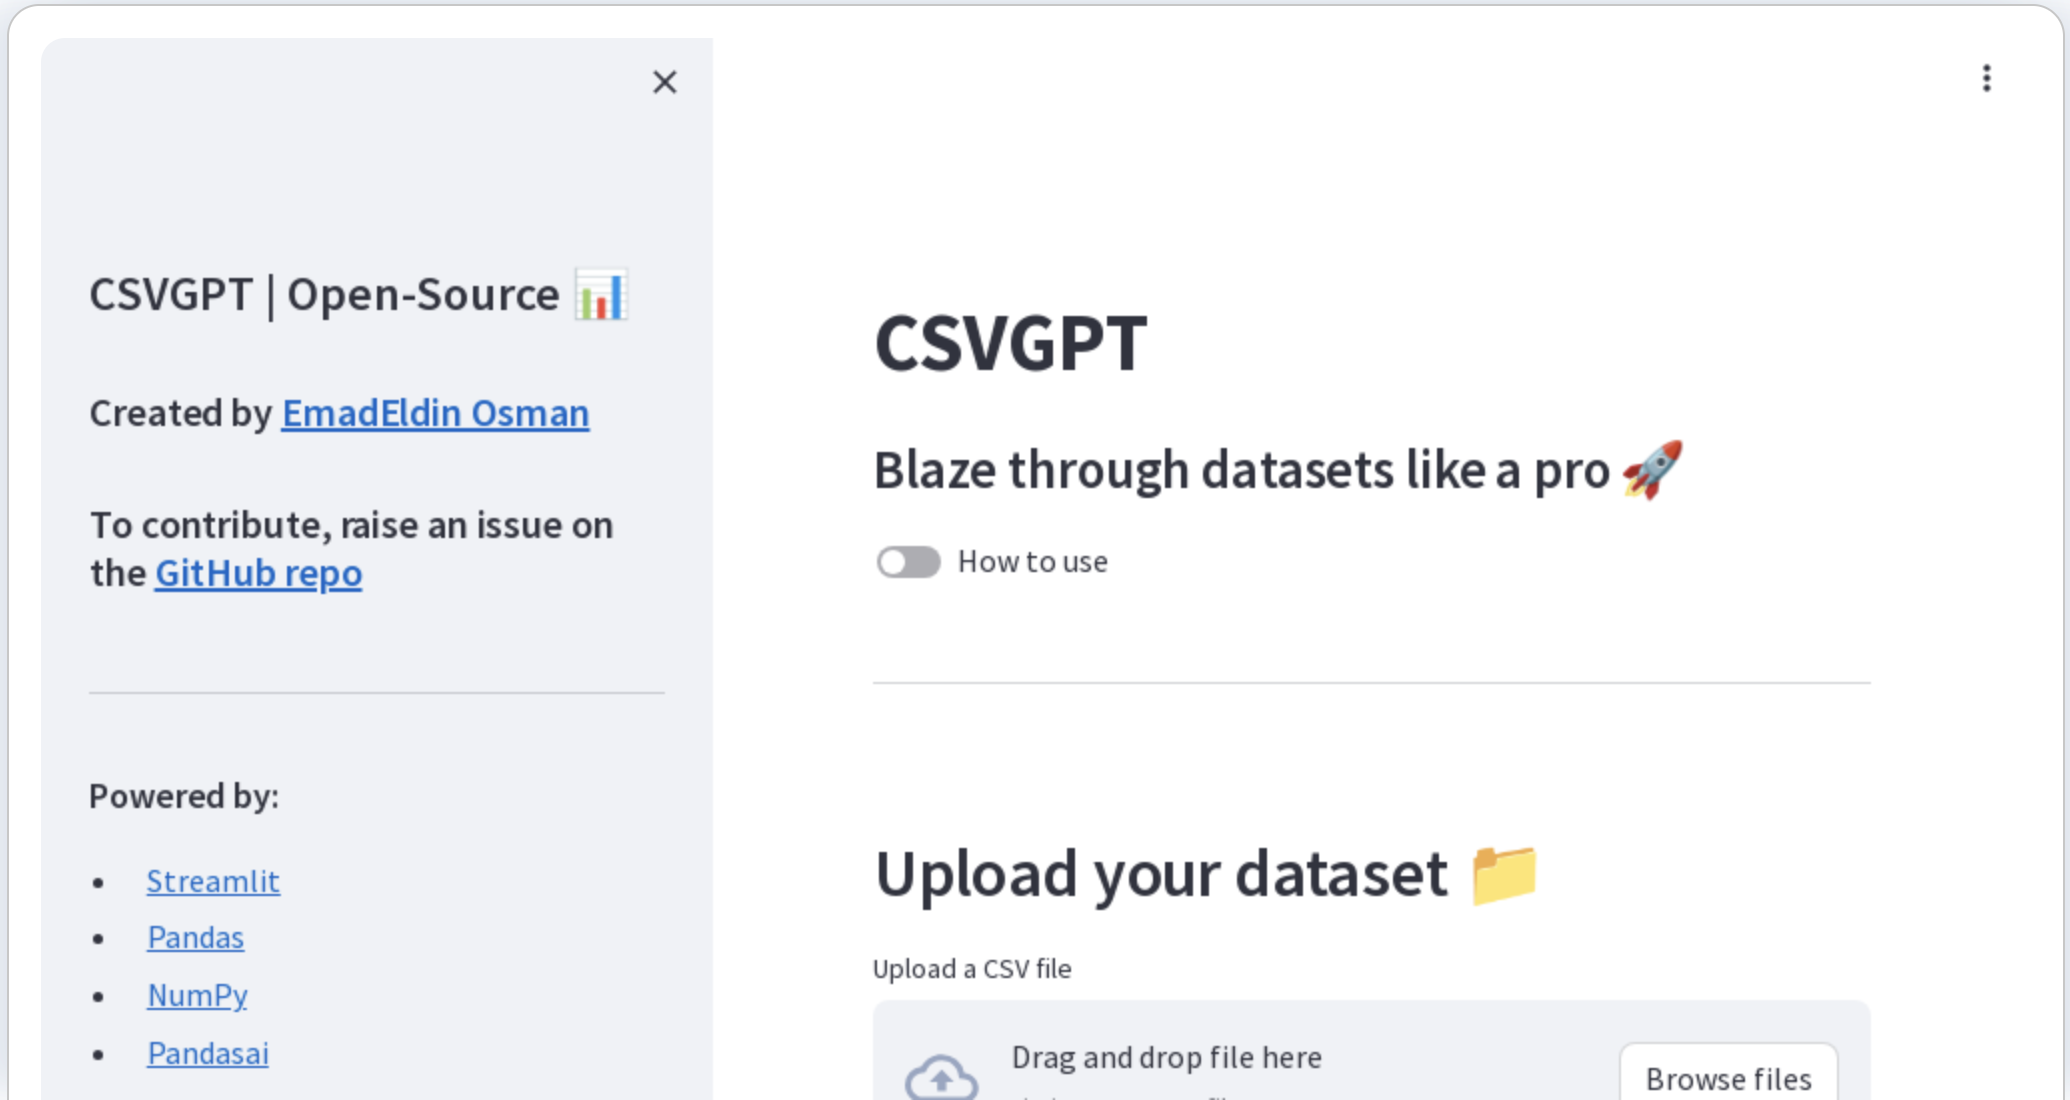 CSVGPT | Open-Source
Created by EmadEldin Osman
To contribute, raise an issue on
the GitHub repo
Powered by:
Streamlit
Pandas
NumPy
Pandasai
CSVGPT
Blaze through datasets like a pro
How to use
Upload your dataset
Upload a CSV file
Drag and drop file here
Browse files